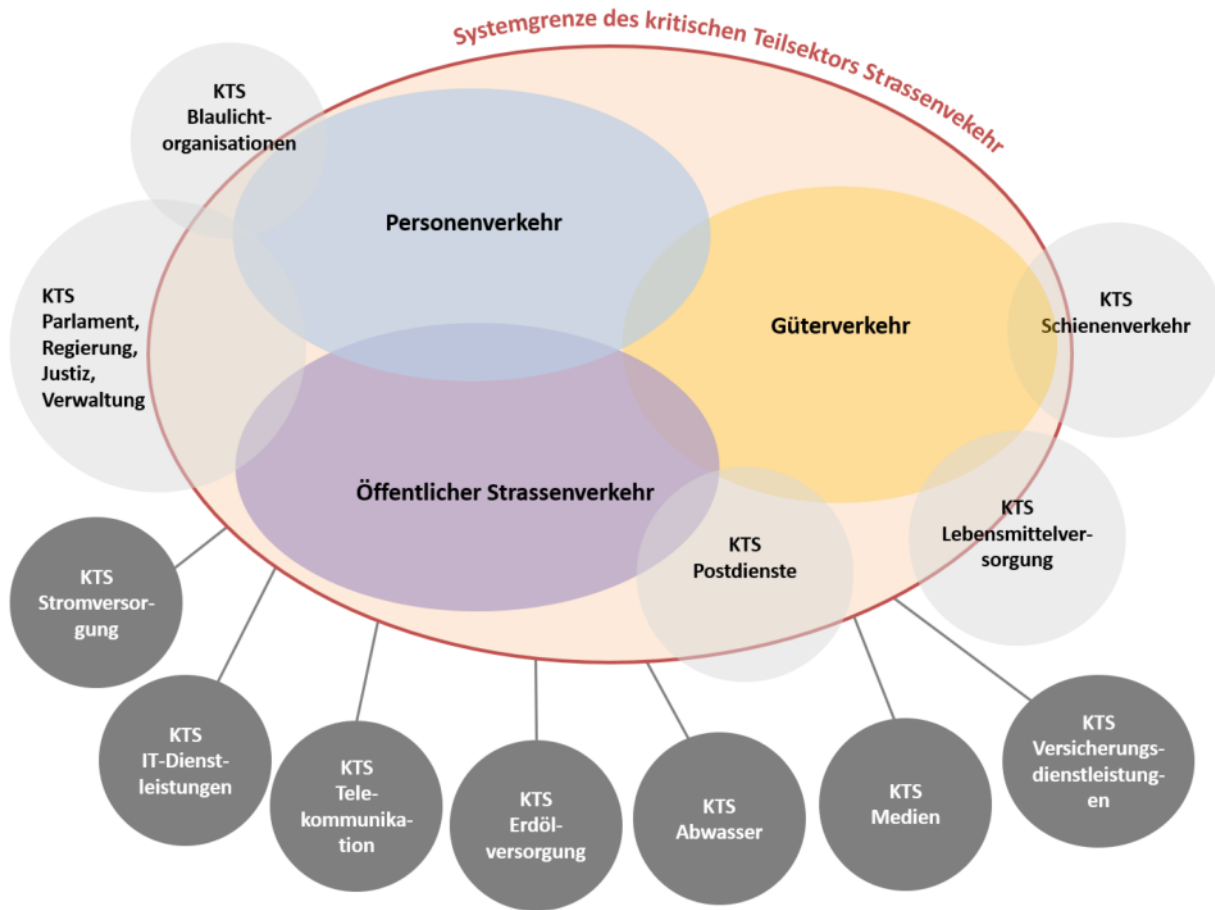 Systemgrenze des kritischen Teilsektors Strassenvekehr
KTS
Blaulicht-
organisationen
Personenverkehr
KTS
Parlament,
Regierung,
Justiz,
Verwaltung
Güterverkehr
KTS
Schienenverkehr
Öffentlicher Strassenverkehr
KTS
Postdienste
KTS
Lebensmittelver-
sorgung
KTS
Stromversor-
gung
KTS
IT-Dienst-
leistungen
KTS
Tele-
kommunika-
tion
KTS
Erdöl-
versorgung
KTS
Abwasser
KTS
Medien
KTS
Versicherungs-
dienstleistung-
en